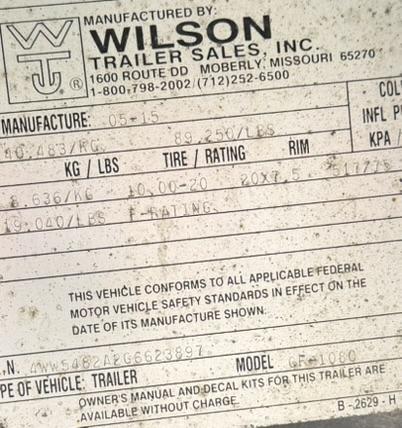 MANUFACTURED BY:
WTC ®
WILSON
TRAILER SALES, INC.
1600 ROUTE DD MOBERLY, MISSOURI 65270
1-800-798-2002/(712)252-6500
MANUFACTURE: 05-15
COL
40,483/KG 89,250/LBS
INFL P
KG / LBS TIRE / RATING RIM KPA /
8,636/KG 10.00-20 20X7.5
19,040/LBS F-RATING
THIS VEHICLE CONFORMS TO ALL APPLICABLE FEDERAL
MOTOR VEHICLE SAFETY STANDARDS IN EFFECT ON THE
DATE OF ITS MANUFACTURE SHOWN.
.N.
PE OF VEHICLE: TRAILER MODEL
OWNER'S MANUAL AND DECAL KITS FOR THIS TRAILER ARE
AVAILABLE WITHOUT CHARGE. B-2629-H